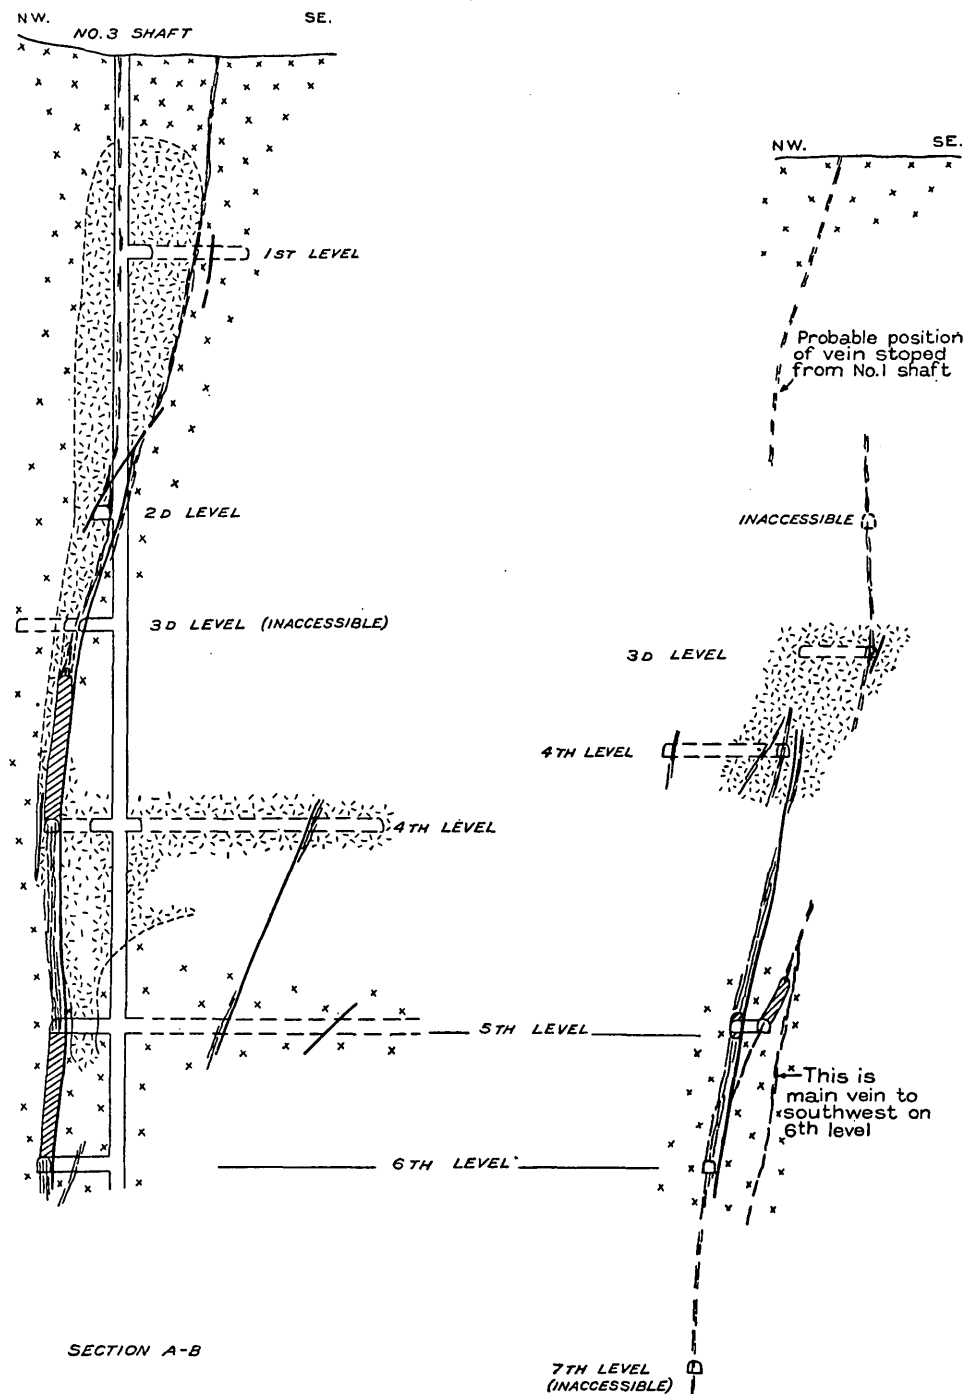 NW.
SE.
NO.3 SHAFT
1ST LEVEL
2D LEVEL
3D LEVEL (INACCESSIBLE)
4TH LEVEL
5TH LEVEL
6TH LEVEL
SECTION A-B
NW.
SE.
Probable position
of vein stoped
from No.1 shaft
INACCESSIBLE
3D LEVEL
4TH LEVEL
This is
main vein to
southwest on
6th level
7TH LEVEL
(INACCESSIBLE)